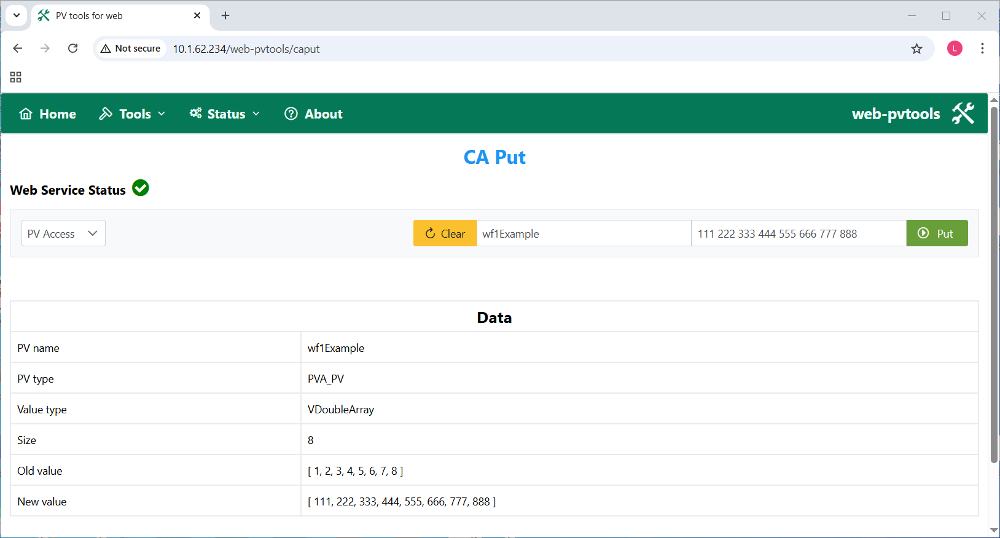 PV tools for web
Not secure 10.1.62.234/web-pvtools/caput
L
Home Tools Status About web-pvtools
CA Put
Web Service Status
PV Access Clear wf1Example 111 222 333 444 555 666 777 888 Put
Data
PV name wf1Example
PV type PVA_PV
Value type VDoubleArray
Size 8
Old value [ 1, 2, 3, 4, 5, 6, 7, 8 ]
New value [ 111, 222, 333, 444, 555, 666, 777, 888 ]